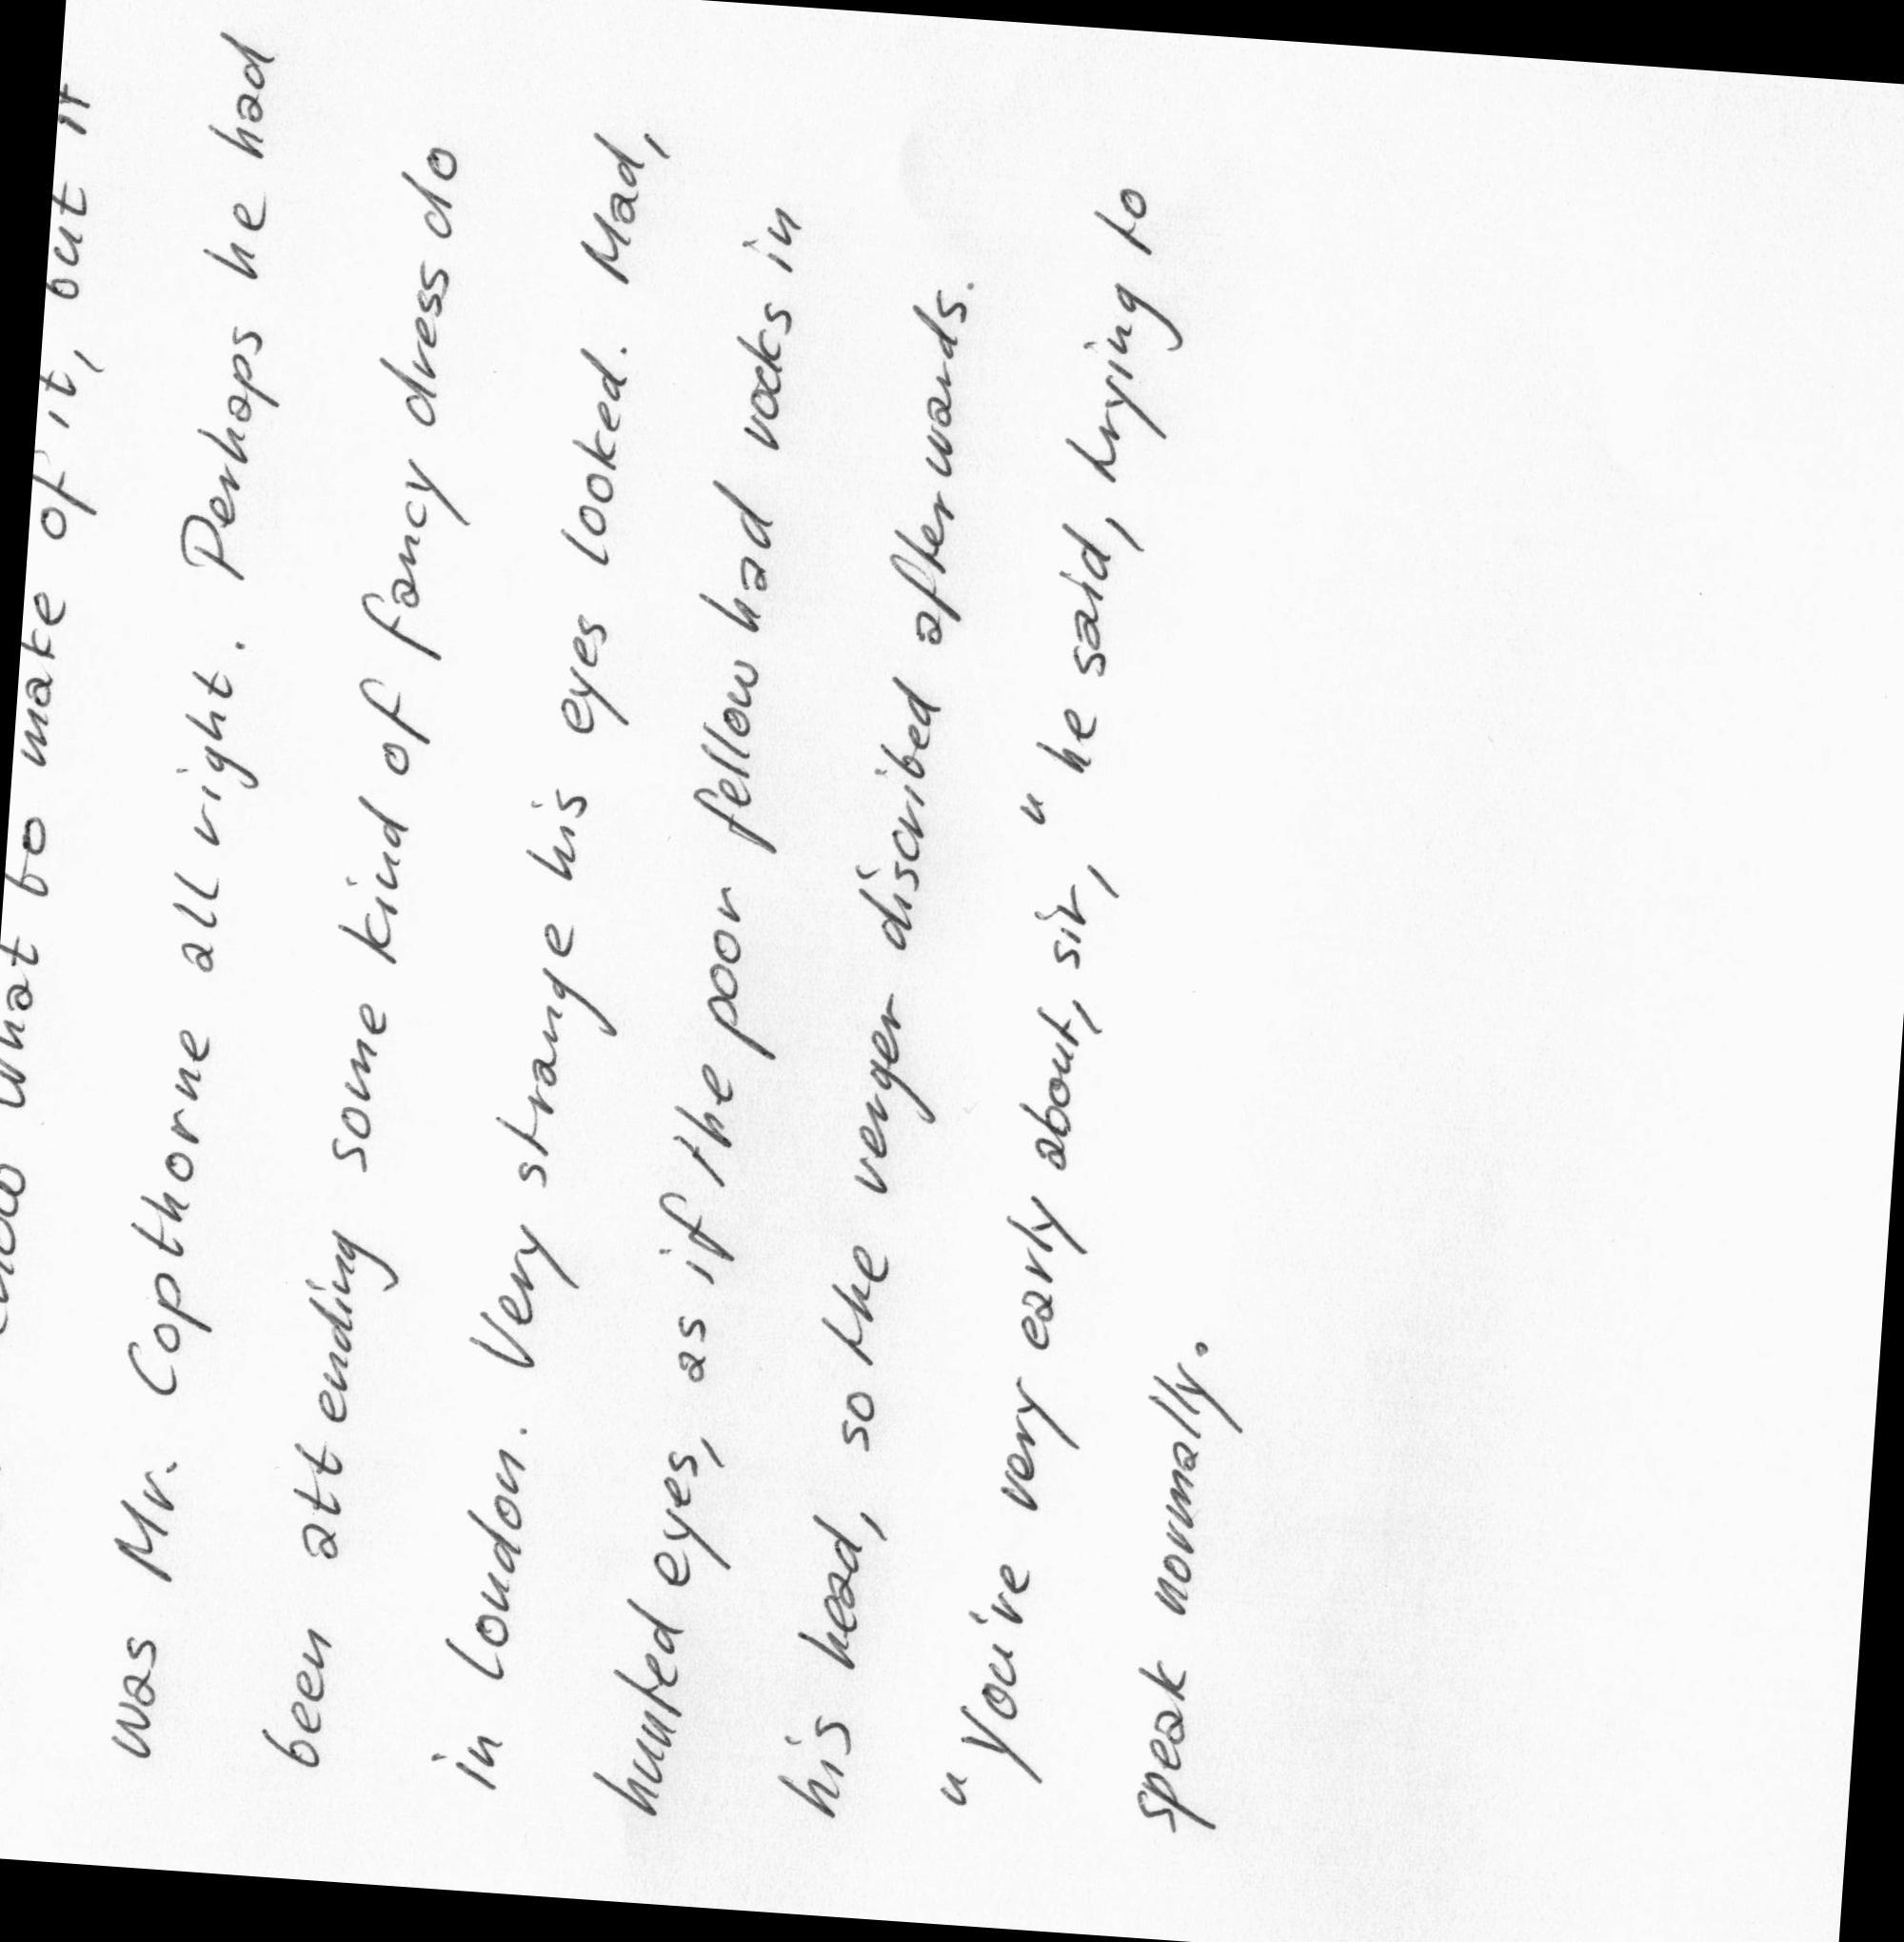 what to make of it, but it
was Mr. Copthorne all right. Perhaps he had
been attending some kind of fancy dress do
in London. Very strange his eyes looked. Mad,
hunted eyes, as if the poor fellow had rocks in
his head, so the verger discribed afterwards.
"You're very early about, sir," he said, trying to
speak normally.